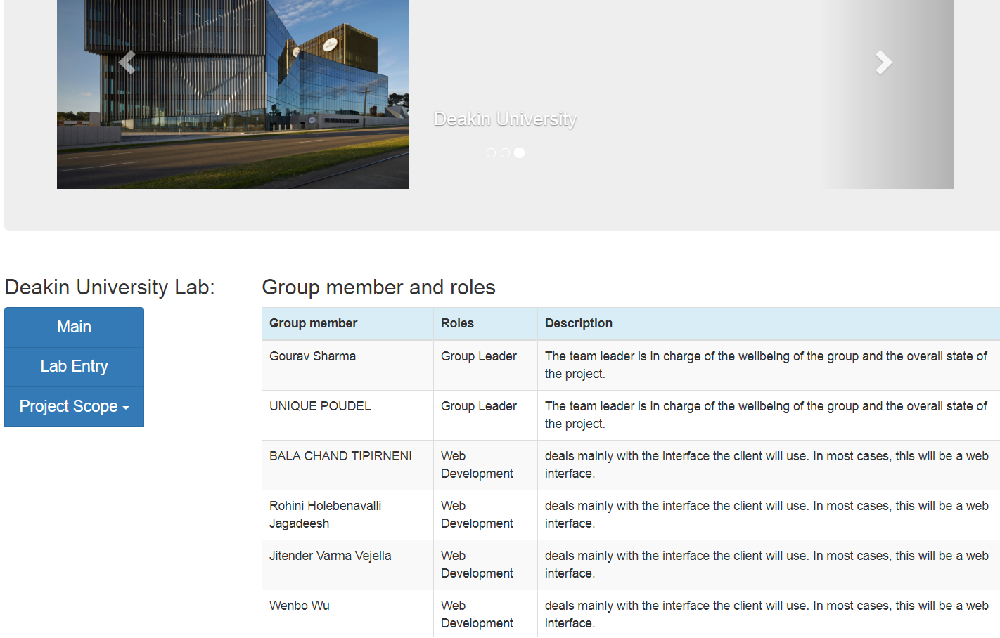 Deakin University
Deakin University Lab:
Main
Lab Entry
Project Scope
Group member and roles
Group member Roles Description
Gourav Sharma Group Leader The team leader is in charge of the wellbeing of the group and the overall state of
the project.
UNIQUE POUDEL Group Leader The team leader is in charge of the wellbeing of the group and the overall state of
the project.
BALA CHAND TIPIRNENI Web deals mainly with the interface the client will use. In most cases, this will be a web
Development interface.
Rohini Holebenavalli Web deals mainly with the interface the client will use. In most cases, this will be a web
Jagadeesh Development interface.
Jitender Varma Vejella Web deals mainly with the interface the client will use. In most cases, this will be a web
Development interface.
Wenbo Wu Web deals mainly with the interface the client will use. In most cases, this will be a web
Development interface.